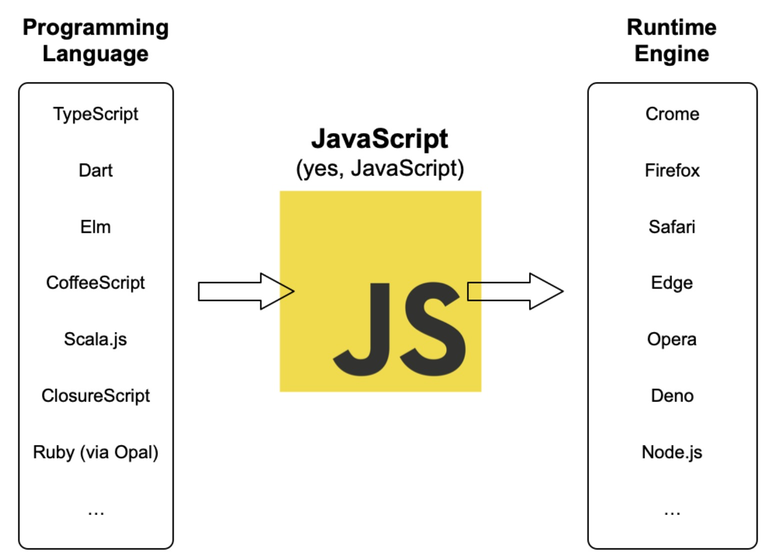 Programming
Language
TypeScript
Dart
Elm
CoffeeScript
Scala.js
ClosureScript
Ruby (via Opal)
...
JavaScript
(yes, JavaScript)
JS
Runtime
Engine
Crome
Firefox
Safari
Edge
Opera
Deno
Node.js
...